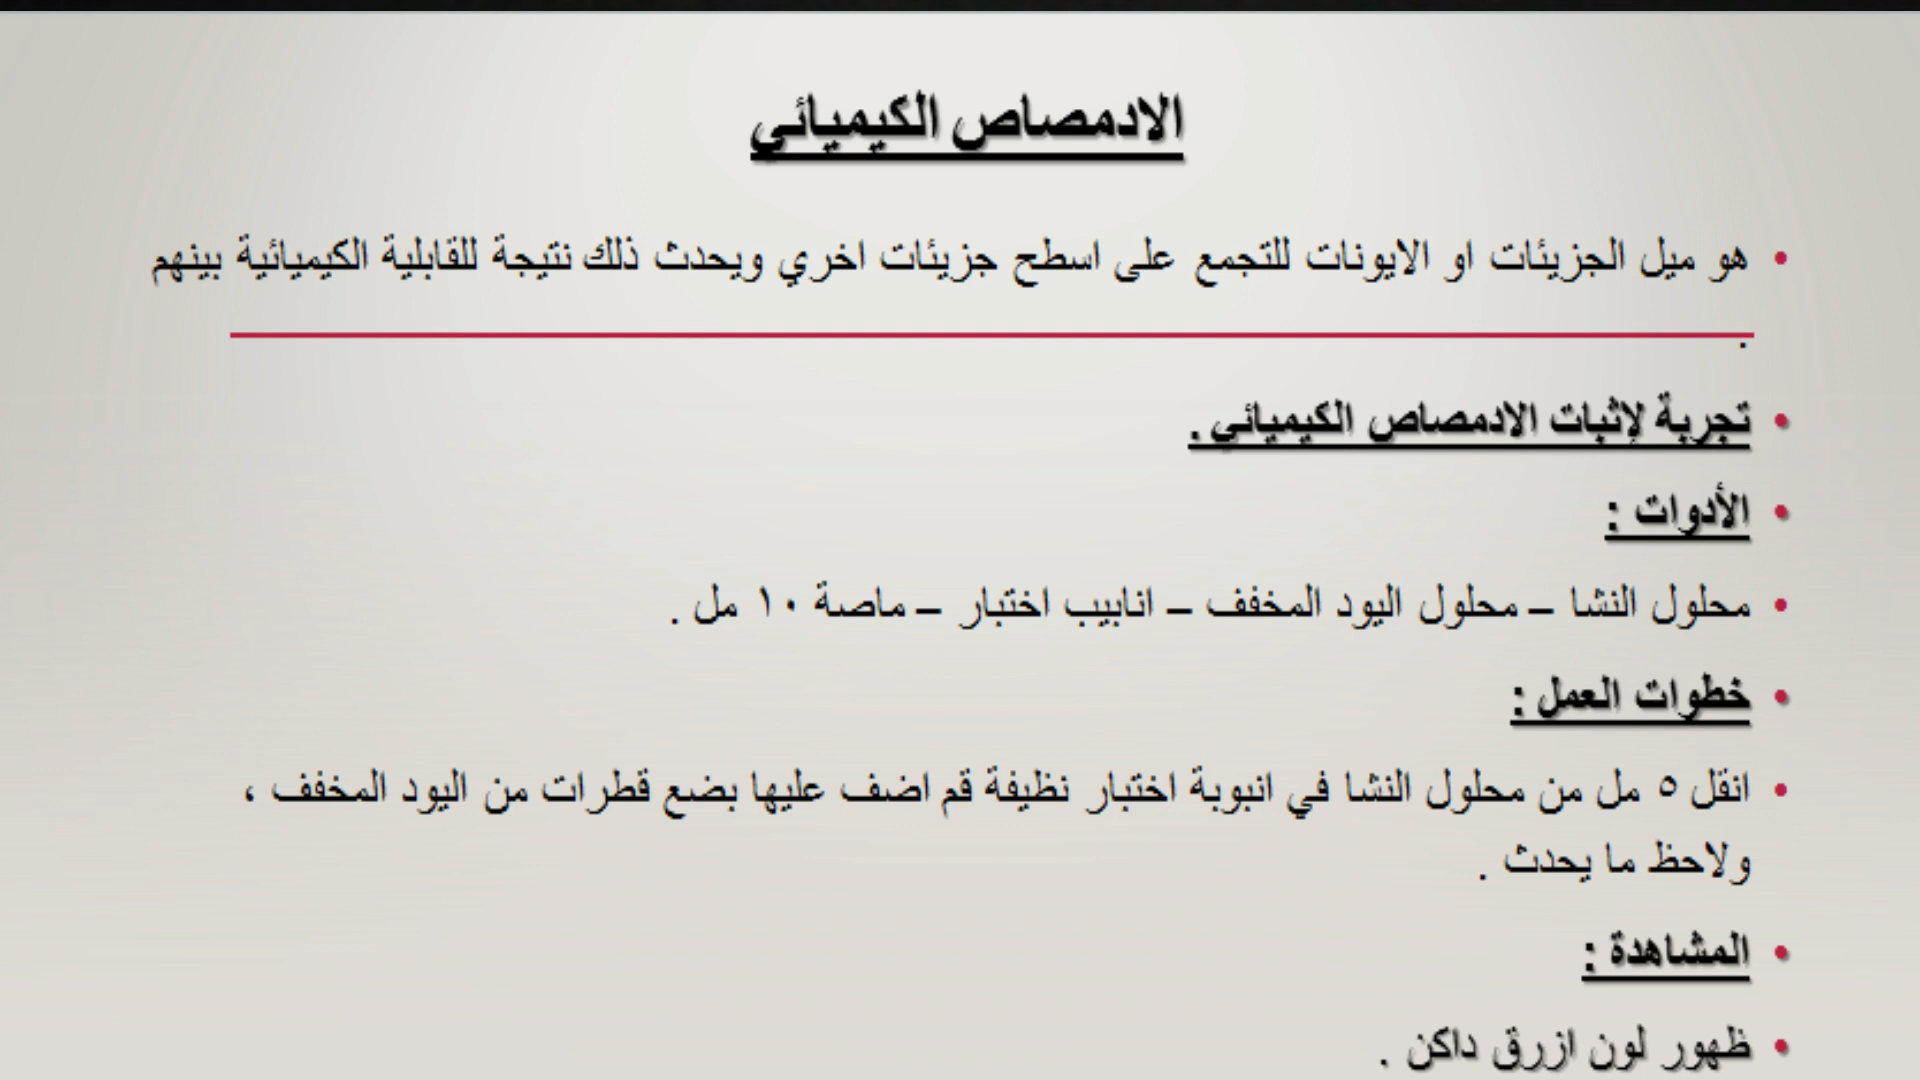 الادمصاص الكيميائي
• هو ميل الجزيئات او الايونات للتجمع على اسطح جزيئات اخري ويحدث ذلك نتيجة للقابلية الكيميائية بينهم
.
• تجربة لإثبات الادمصاص الكيميائي .
• الأدوات :
• محلول النشا – محلول اليود المخفف – انابيب اختبار – ماصة ١٠ مل .
• خطوات العمل :
• انقل ٥ مل من محلول النشا في انبوبة اختبار نظيفة قم اضف عليها بضع قطرات من اليود المخفف ،
ولاحظ ما يحدث .
• المشاهدة :
• ظهور لون ازرق داكن .